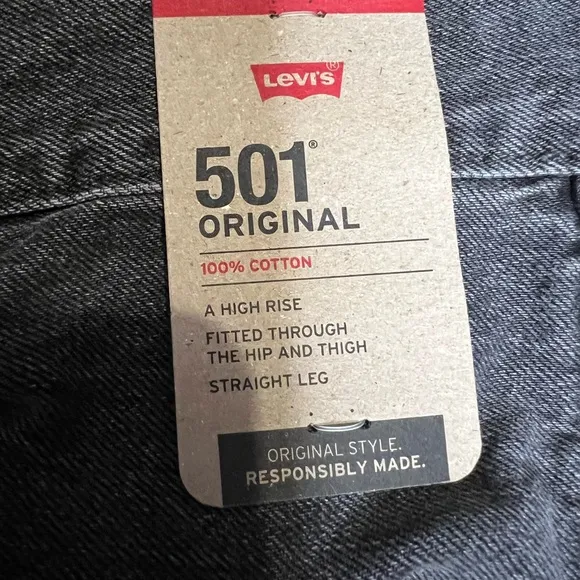 Levi's®
501®
ORIGINAL
100% COTTON
A HIGH RISE
FITTED THROUGH
THE HIP AND THIGH
STRAIGHT LEG
ORIGINAL STYLE.
RESPONSIBLY MADE.